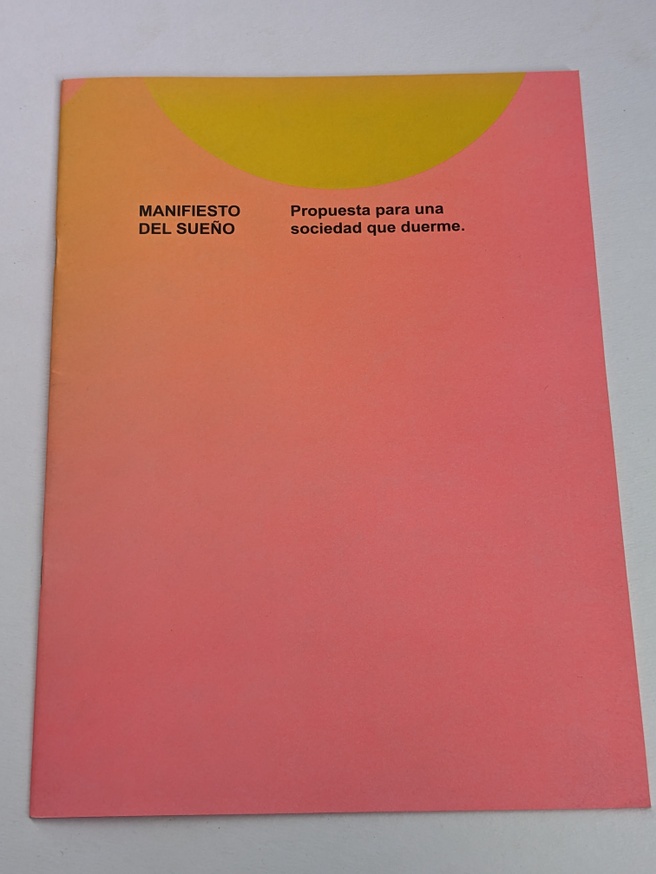 MANIFIESTO
DEL SUEÑO
Propuesta para una
sociedad que duerme.